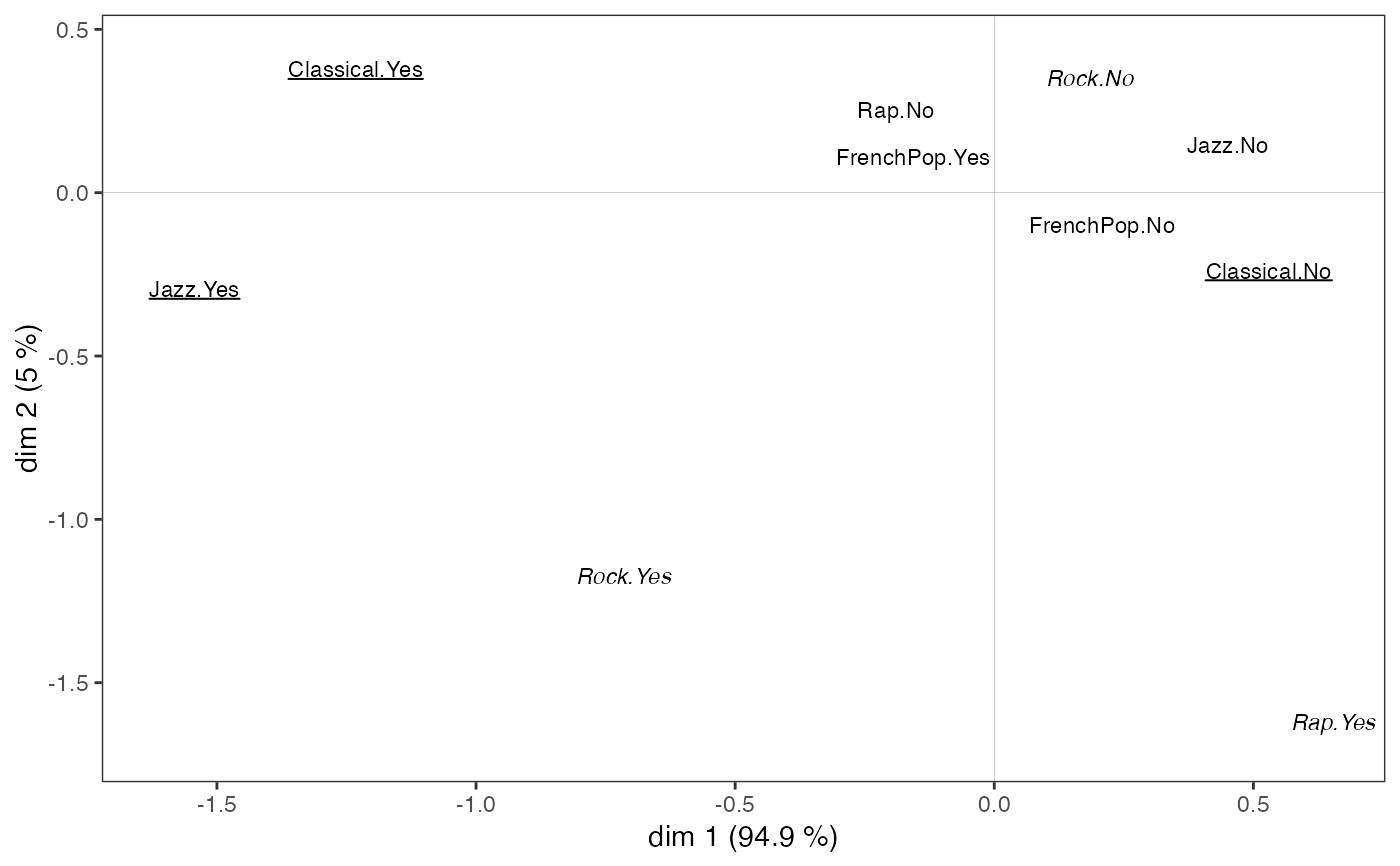 0.5
Classical.Yes
Rock.No
Rap.No
Jazz.No
FrenchPop.Yes
0.0
FrenchPop.No
Classical.No
Jazz.Yes
-0.5
dim 2 (5 %)
-1.0
Rock.Yes
-1.5
Rap.Yes
-1.5 -1.0 -0.5 0.0 0.5
dim 1 (94.9 %)